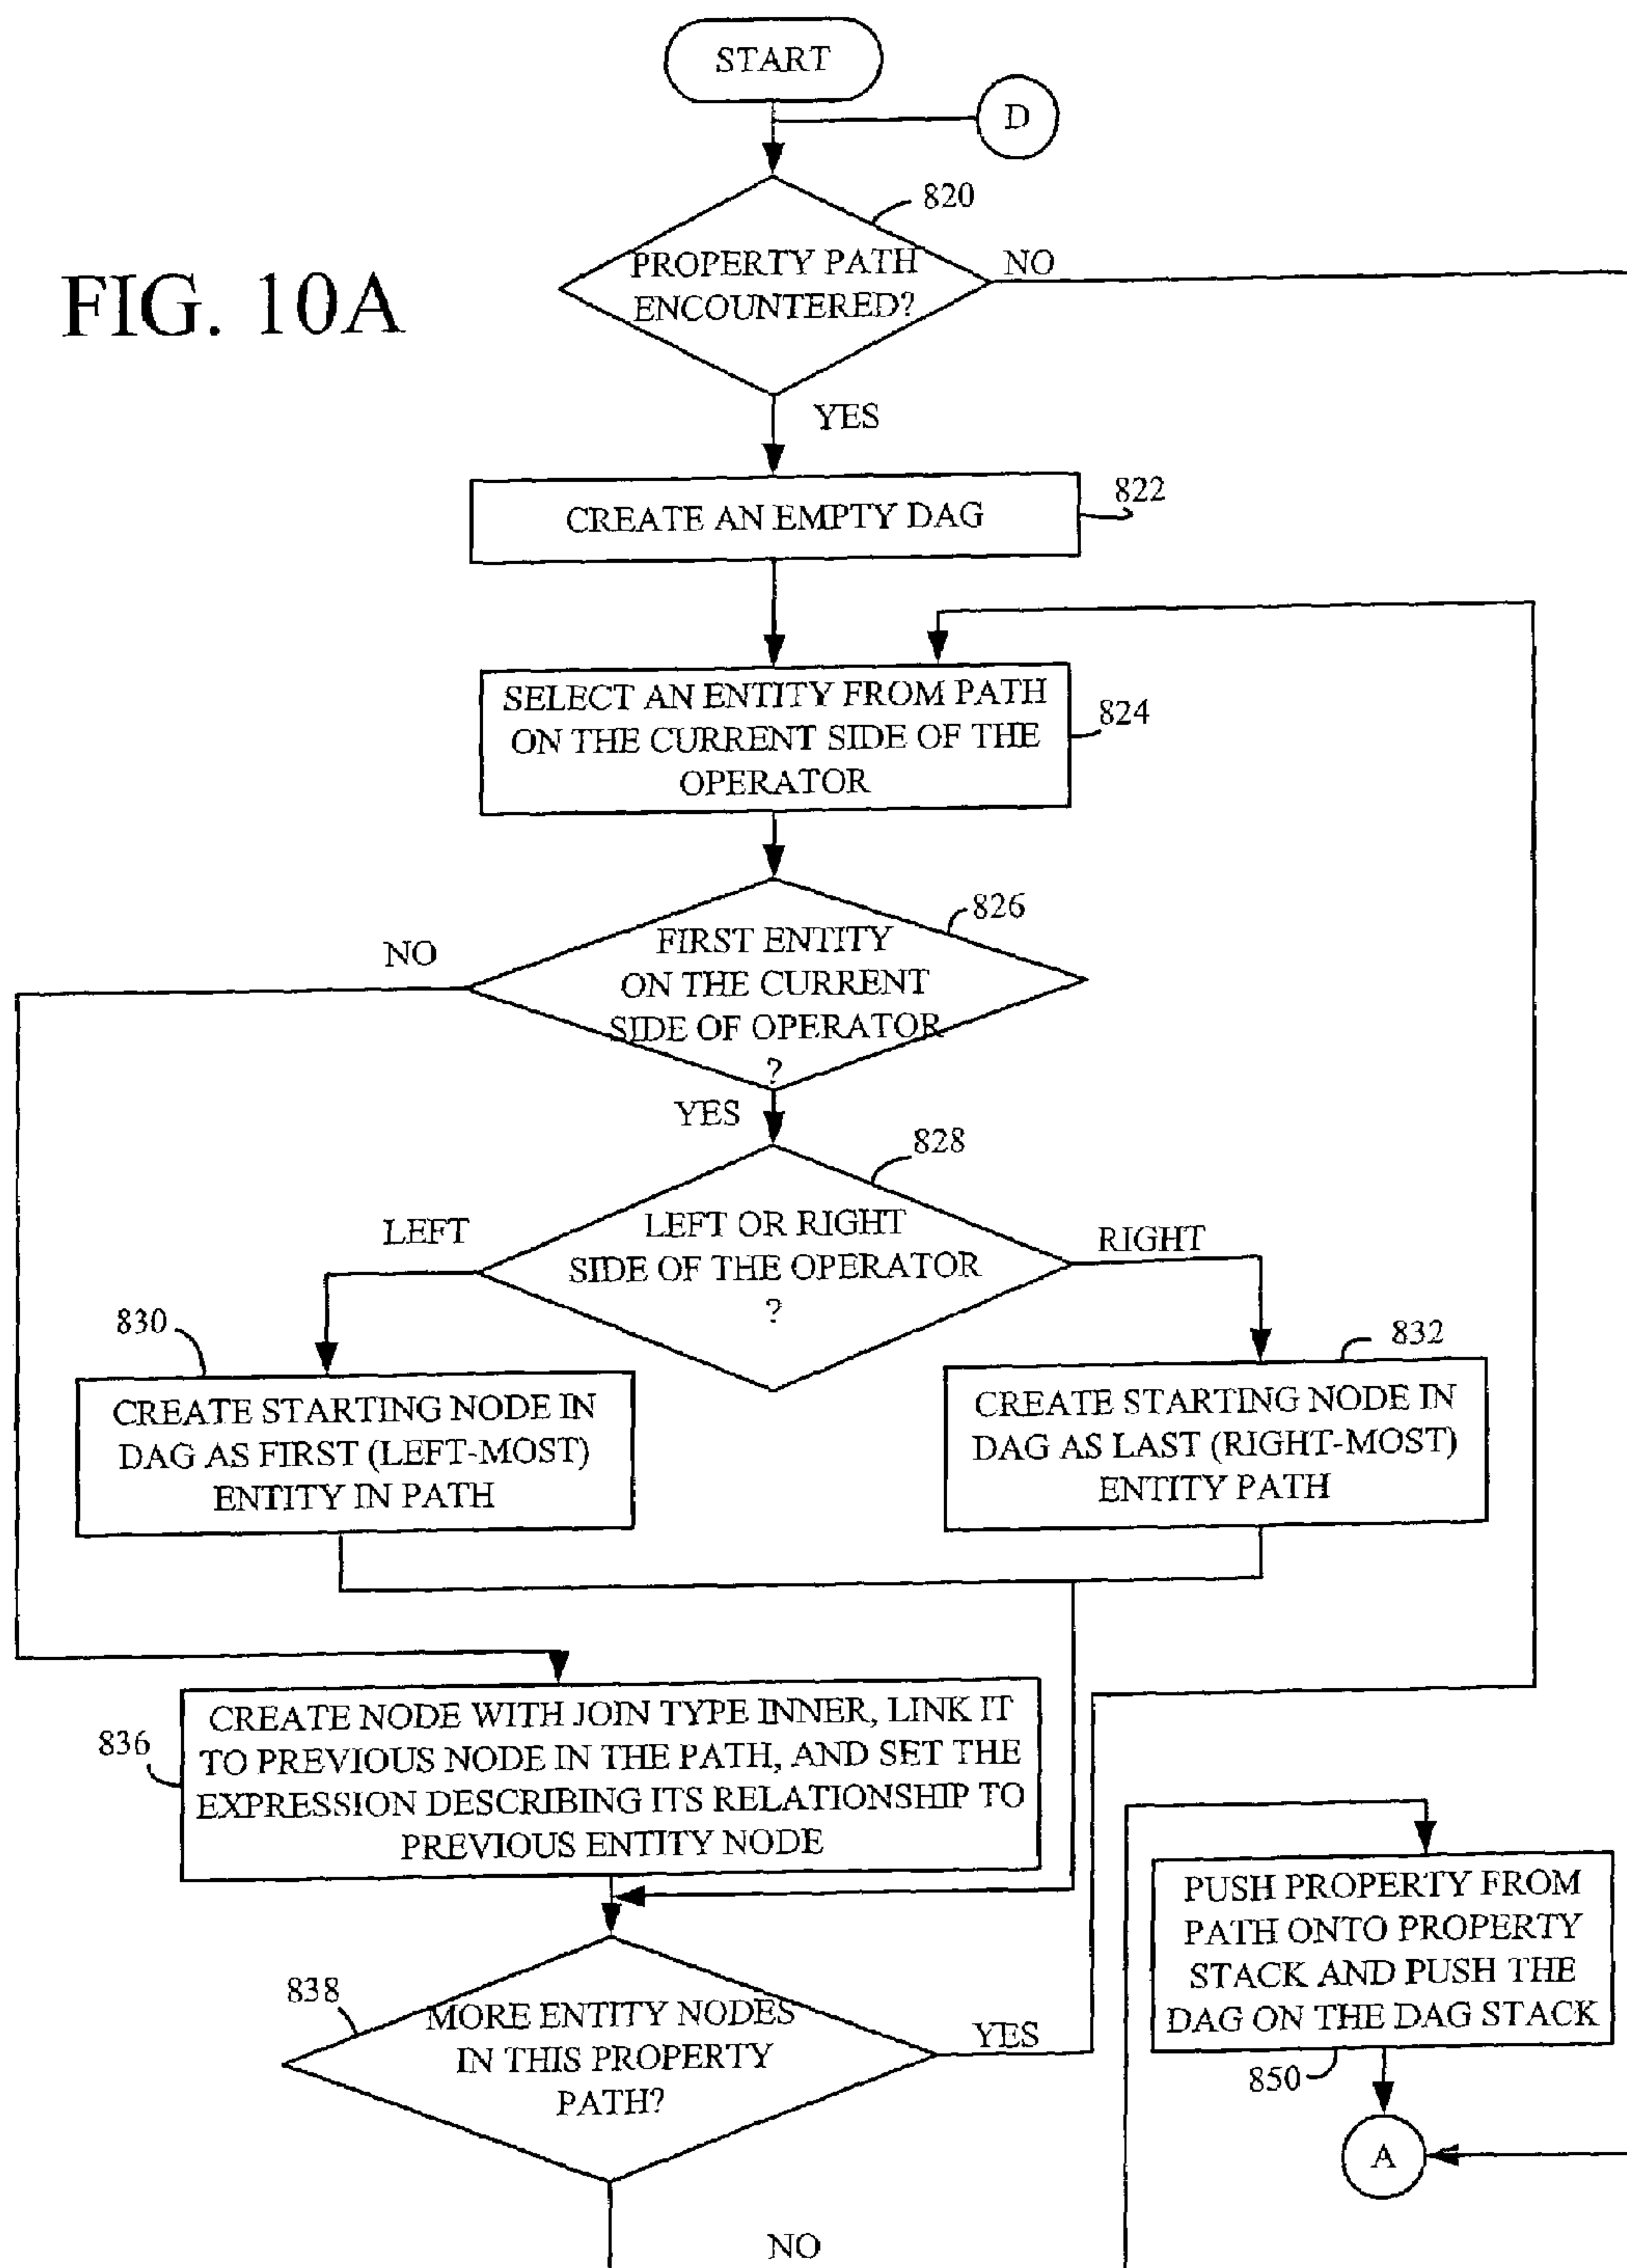 START
D
820
PROPERTY PATH
ENCOUNTERED?
NO
FIG. 10A
YES
CREATE AN EMPTY DAG
822
SELECT AN ENTITY FROM PATH
ON THE CURRENT SIDE OF THE
OPERATOR
824
826
NO
FIRST ENTITY
ON THE CURRENT
SIDE OF OPERATOR
?
YES
828
LEFT
LEFT OR RIGHT
SIDE OF THE OPERATOR
?
RIGHT
830
832
CREATE STARTING NODE IN
DAG AS FIRST (LEFT-MOST)
ENTITY IN PATH
CREATE STARTING NODE IN
DAG AS LAST (RIGHT-MOST)
ENTITY PATH
836
CREATE NODE WITH JOIN TYPE INNER, LINK IT
TO PREVIOUS NODE IN THE PATH, AND SET THE
EXPRESSION DESCRIBING ITS RELATIONSHIP TO
PREVIOUS ENTITY NODE
838
MORE ENTITY NODES
IN THIS PROPERTY
PATH?
YES
PUSH PROPERTY FROM
PATH ONTO PROPERTY
STACK AND PUSH THE
DAG ON THE DAG STACK
850
A
NO